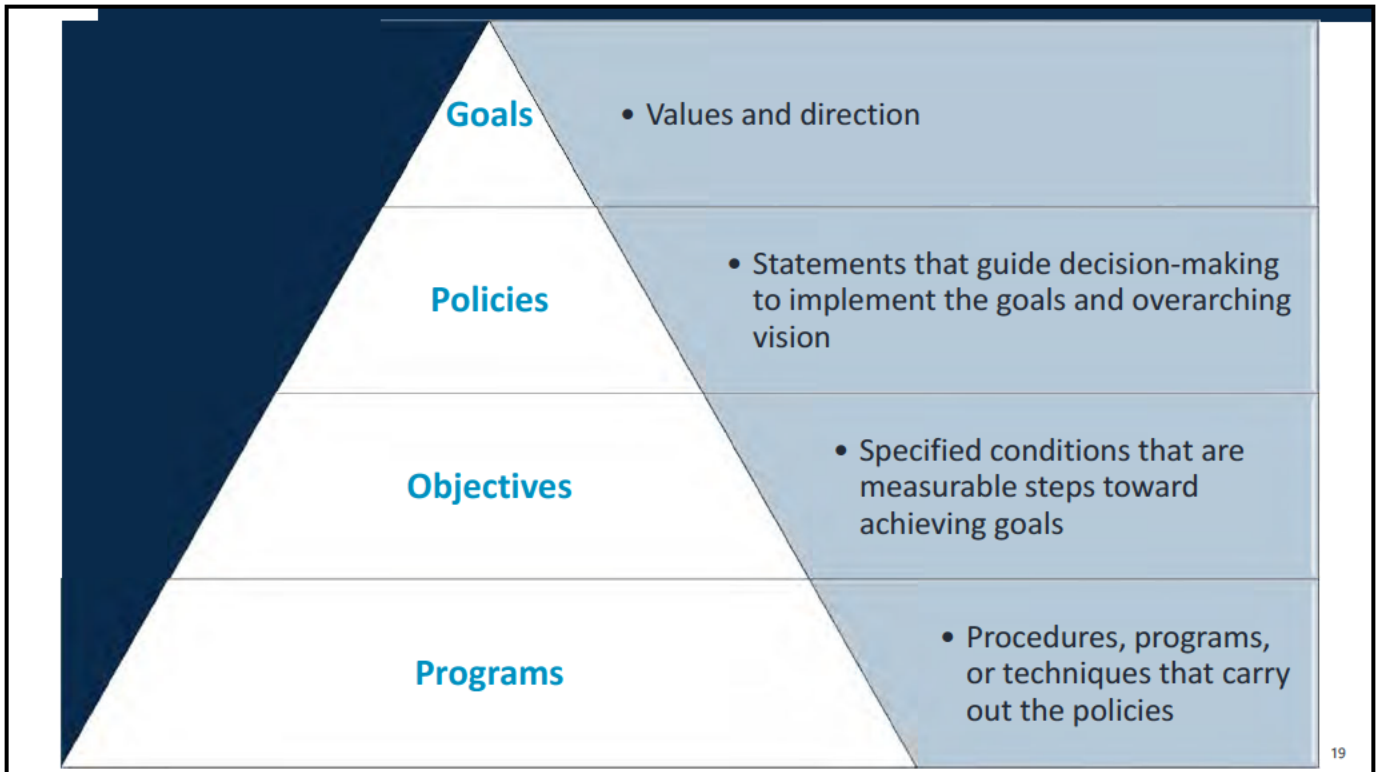 Goals
• Values and direction
Policies
• Statements that guide decision-making
to implement the goals and overarching
vision
Objectives
• Specified conditions that are
measurable steps toward
achieving goals
Programs
• Procedures, programs,
or techniques that carry
out the policies
19